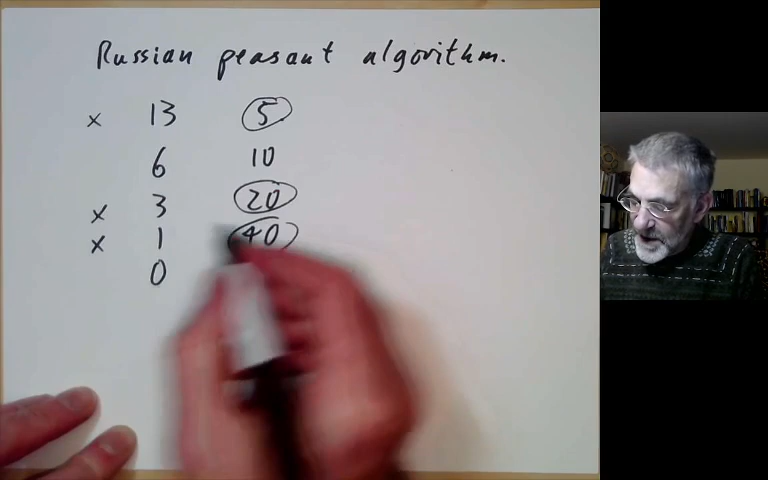 Russian peasant algorithm.
x 13 5
6 10
x 3 20
x 1 40
0